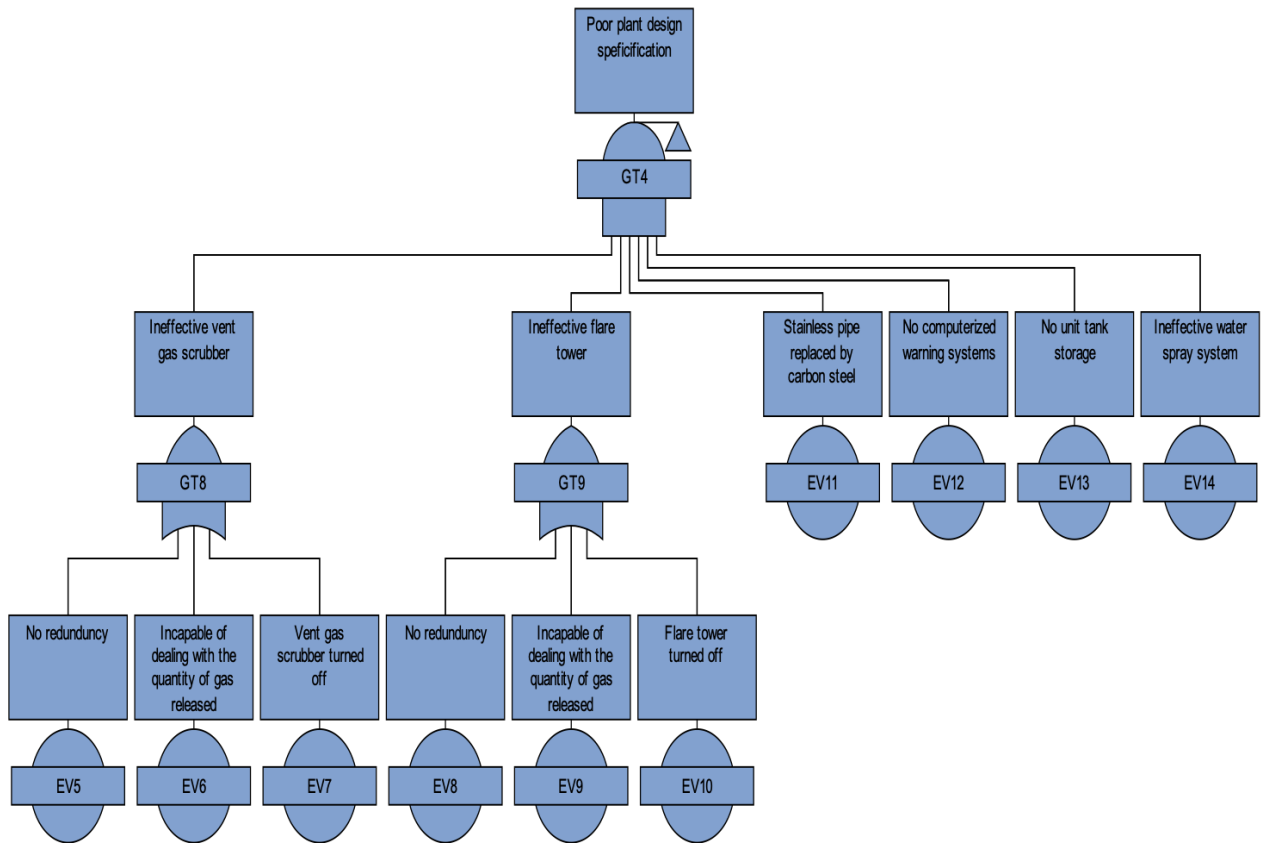 Poor plant design
speficification
GT4
Ineffective vent
gas scrubber
Ineffective flare
tower
Stainless pipe
replaced by
carbon steel
No computerized
warning systems
No unit tank
storage
Ineffective water
spray system
GT8
GT9
EV11
EV12
EV13
EV14
No redunduncy
Incapable of
dealing with the
quantity of gas
released
Vent gas
scrubber turned
off
No redunduncy
Incapable of
dealing with the
quantity of gas
released
Flare tower
turned off
EV5
EV6
EV7
EV8
EV9
EV10